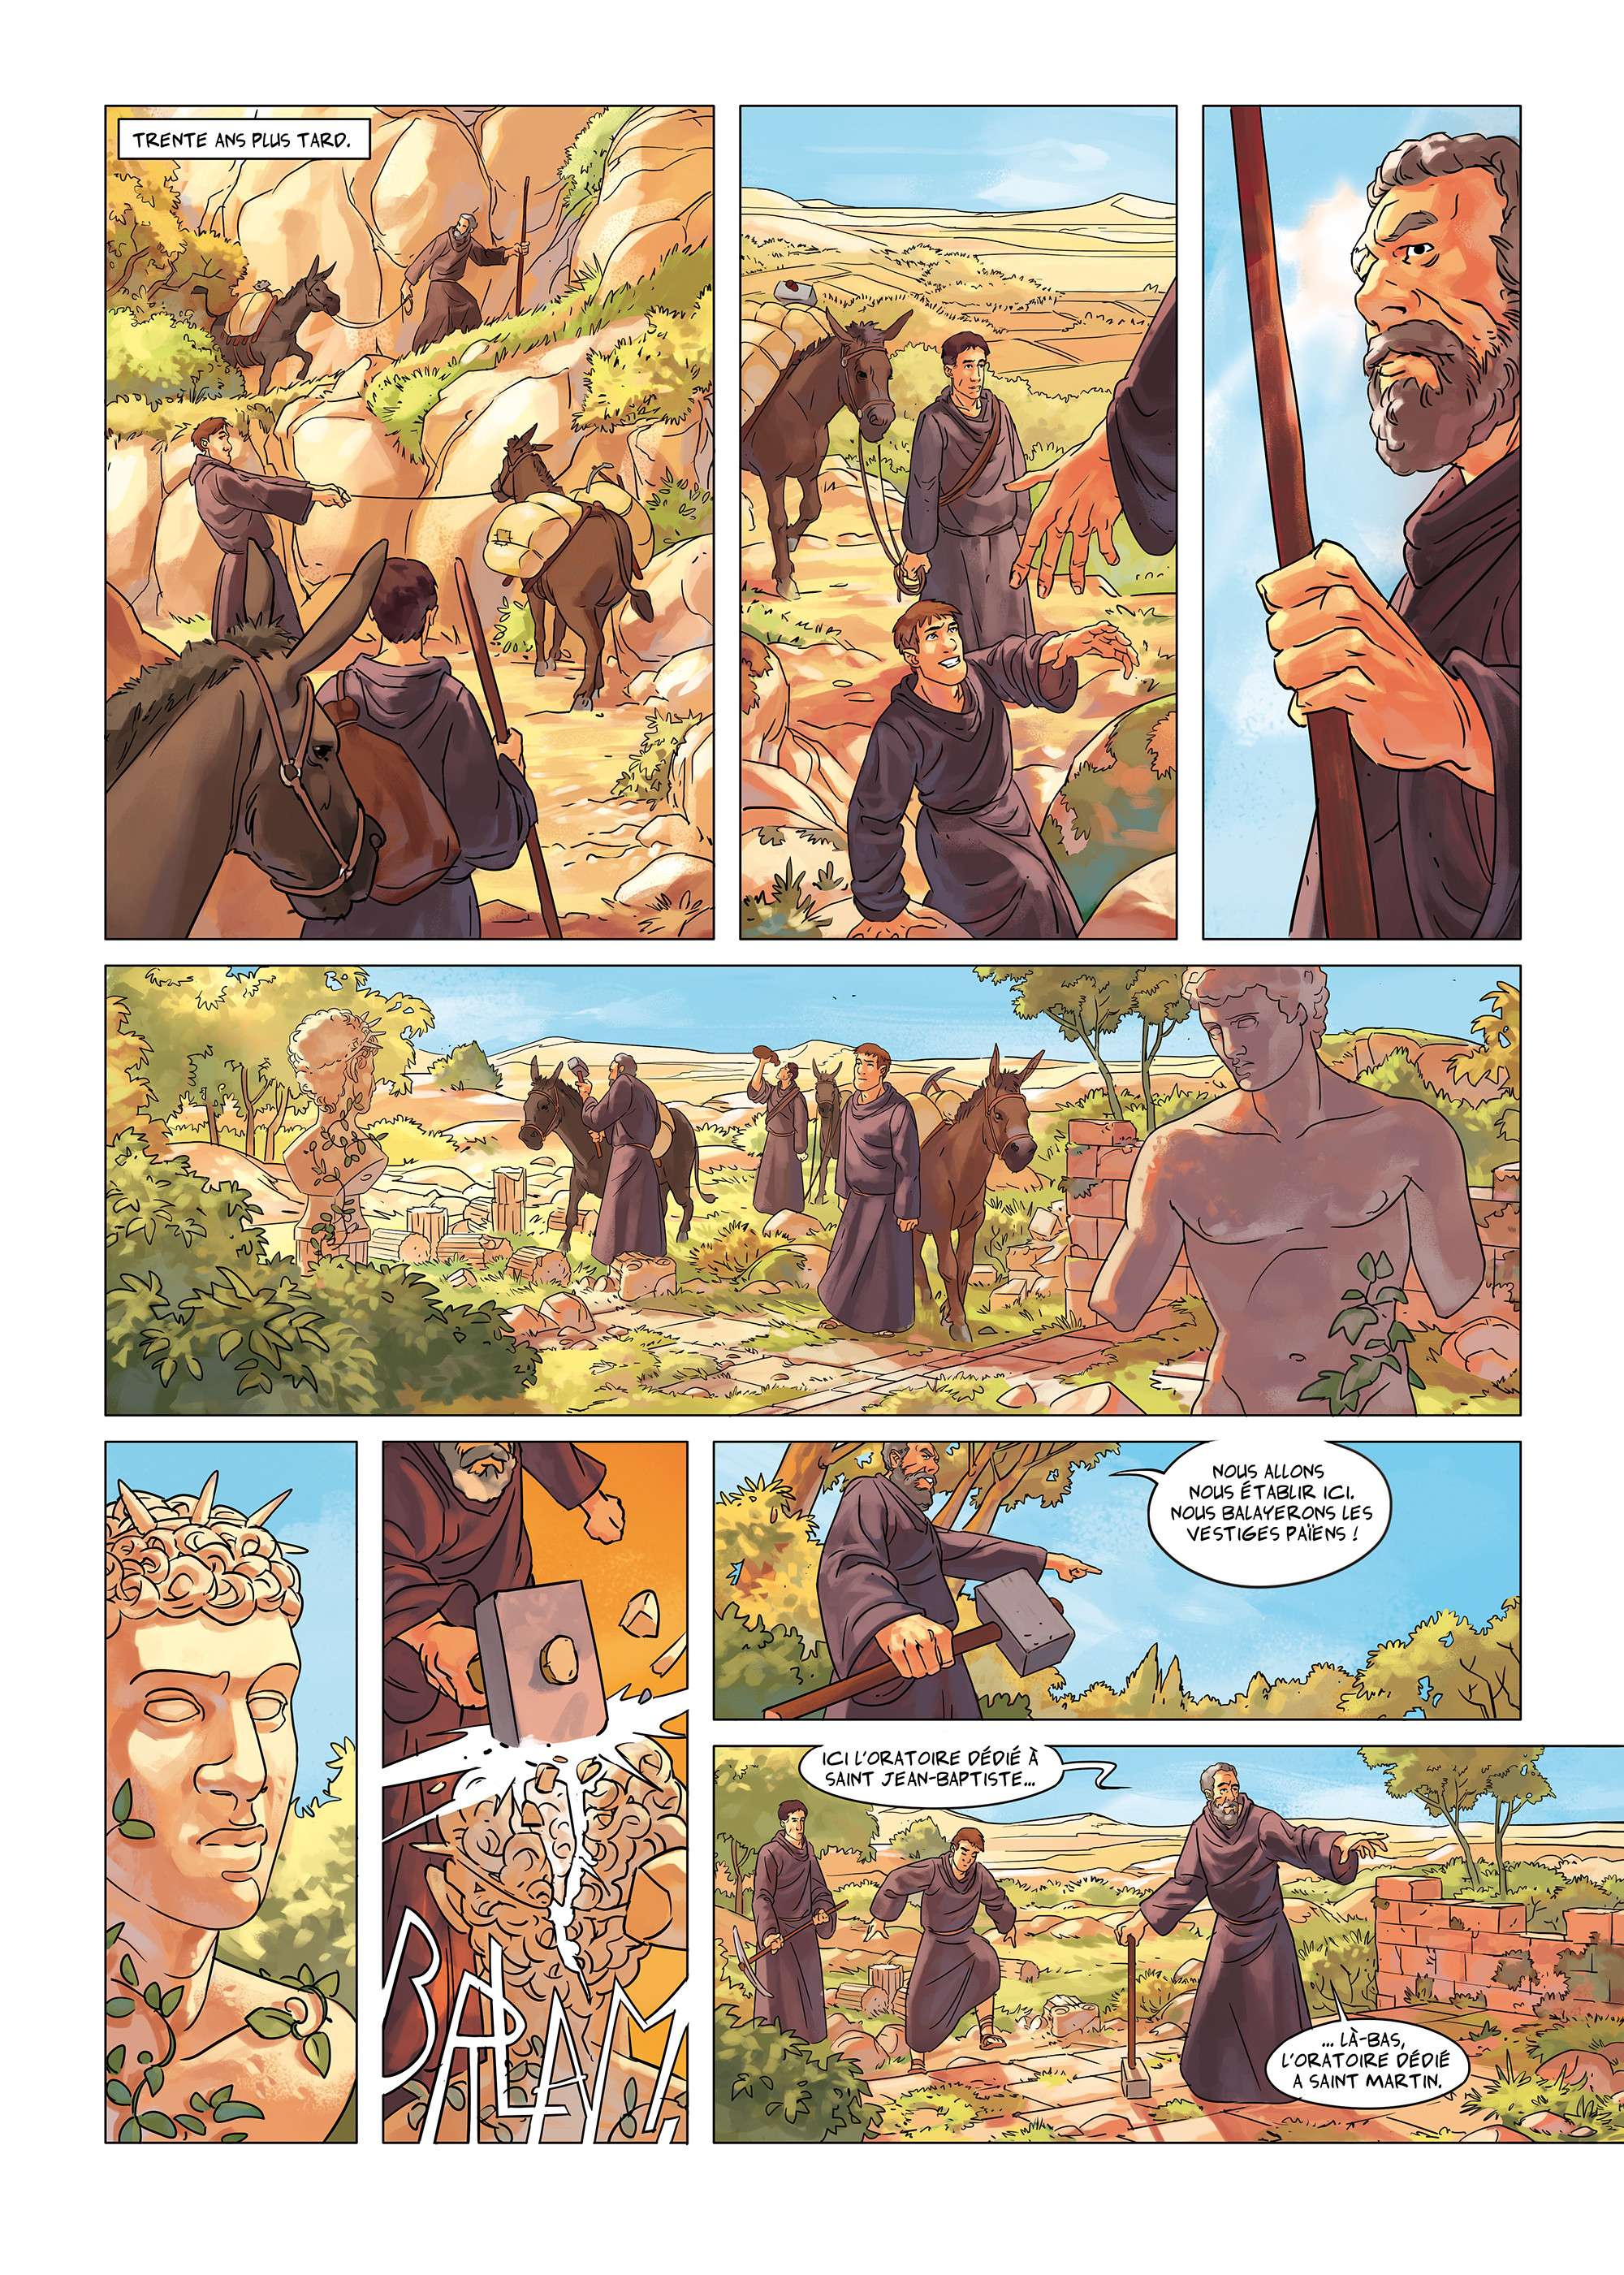 TRENTE ANS PLUS TARD.
NOUS ALLONS
NOUS ÉTABLIR ICI.
NOUS BALAYERONS LES
VESTIGES PAÏENS !
BAALAM!
ICI L'ORATOIRE DÉDIÉ À
SAINT JEAN-BAPTISTE...
... LÀ-BAS,
L'ORATOIRE DÉDIÉ
A SAINT MARTIN.